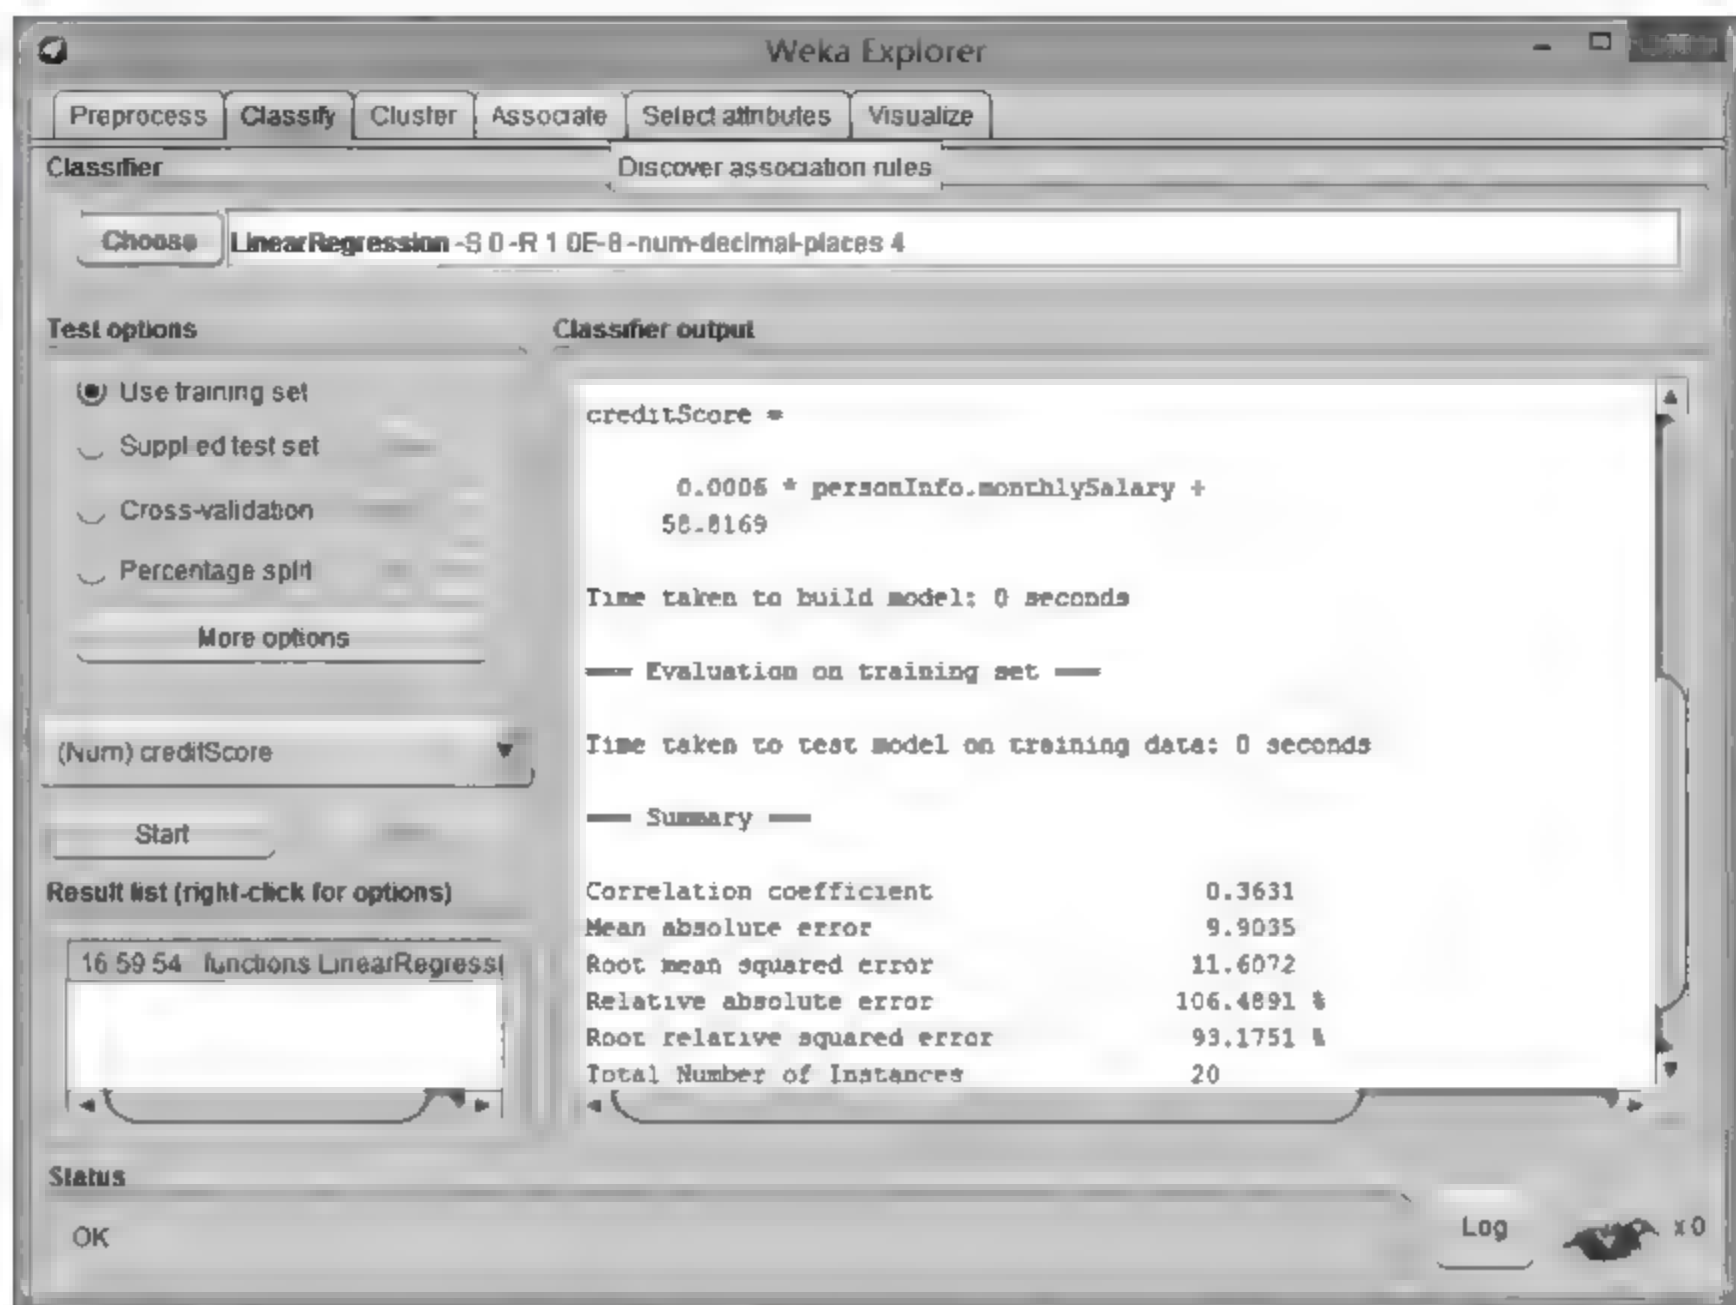 Weka Explorer
Preprocess Classify Cluster Associate Select attributes Visualize
Classifier
Discover association rules
Choose LinearRegression -S 0 -R 1 0E-8 -num-decimal-places 4
Test options
Use training set
Supplied test set
Cross-validation
Percentage split
More options
(Num) creditScore
Start
Result list (right-click for options)
16 59 54 functions LinearRegressi
Classifier output
creditScore =
0.0006 * personInfo.monthlySalary +
58.8169
Time taken to build model: 0 seconds
=== Evaluation on training set ===
Time taken to test model on training data: 0 seconds
=== Summary ===
Correlation coefficient 0.3631
Mean absolute error 9.9035
Root mean squared error 11.6072
Relative absolute error 106.4891 %
Root relative squared error 93.1751 %
Total Number of Instances 20
Status
OK
Log
x 0